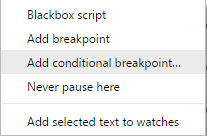 Blackbox script
Add breakpoint
Add conditional breakpoint...
Never pause here
Add selected text to watches